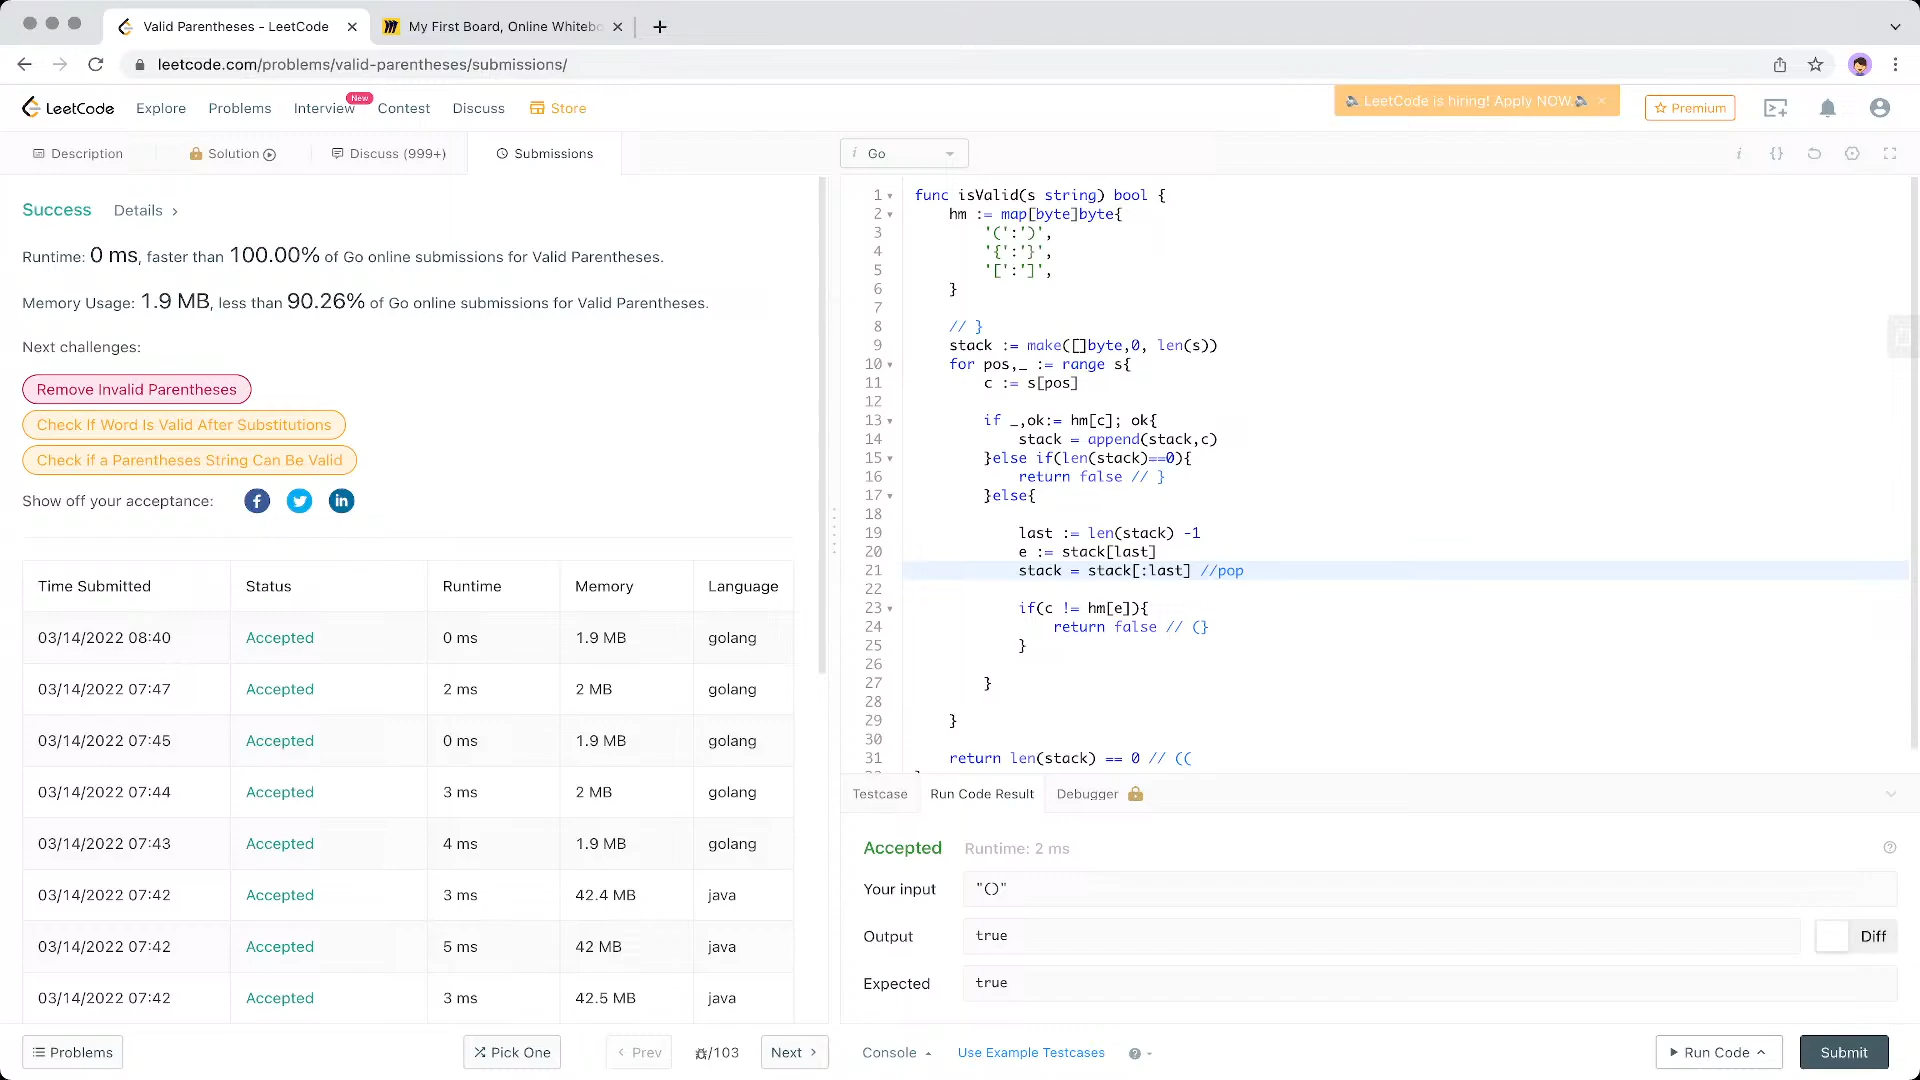 Valid Parentheses - LeetCode
My First Board, Online Whitebo
leetcode.com/problems/valid-parentheses/submissions/
LeetCode
Explore
Problems
Interview
New
Contest
Discuss
Store
LeetCode is hiring! Apply NOW.
Premium
Description
Solution
Discuss (999+)
Submissions
i Go
Success
Details >
Runtime: 0 ms, faster than 100.00% of Go online submissions for Valid Parentheses.
Memory Usage: 1.9 MB, less than 90.26% of Go online submissions for Valid Parentheses.
Next challenges:
Remove Invalid Parentheses
Check If Word Is Valid After Substitutions
Check if a Parentheses String Can Be Valid
Show off your acceptance:
Time Submitted Status Runtime Memory Language
03/14/2022 08:40 Accepted 0 ms 1.9 MB golang
03/14/2022 07:47 Accepted 2 ms 2 MB golang
03/14/2022 07:45 Accepted 0 ms 1.9 MB golang
03/14/2022 07:44 Accepted 3 ms 2 MB golang
03/14/2022 07:43 Accepted 4 ms 1.9 MB golang
03/14/2022 07:42 Accepted 3 ms 42.4 MB java
03/14/2022 07:42 Accepted 5 ms 42 MB java
03/14/2022 07:42 Accepted 3 ms 42.5 MB java
1 func isValid(s string) bool {
2 hm := map[byte]byte{
3 '(':')',
4 '{':'}',
5 '[':']',
6 }
7
8 // }
9 stack := make([]byte,0, len(s))
10 for pos,_ := range s{
11 c := s[pos]
12
13 if _,ok:= hm[c]; ok{
14 stack = append(stack,c)
15 }else if(len(stack)==0){
16 return false // }
17 }else{
18
19 last := len(stack) -1
20 e := stack[last]
21 stack = stack[:last] //pop
22
23 if(c != hm[e]){
24 return false // (}
25 }
26
27 }
28
29 }
30
31 return len(stack) == 0 // ((
Testcase
Run Code Result
Debugger
Accepted
Runtime: 2 ms
Your input
"()"
Output
true
Diff
Expected
true
Problems
Pick One
< Prev
/103
Next >
Console
Use Example Testcases
Run Code
Submit